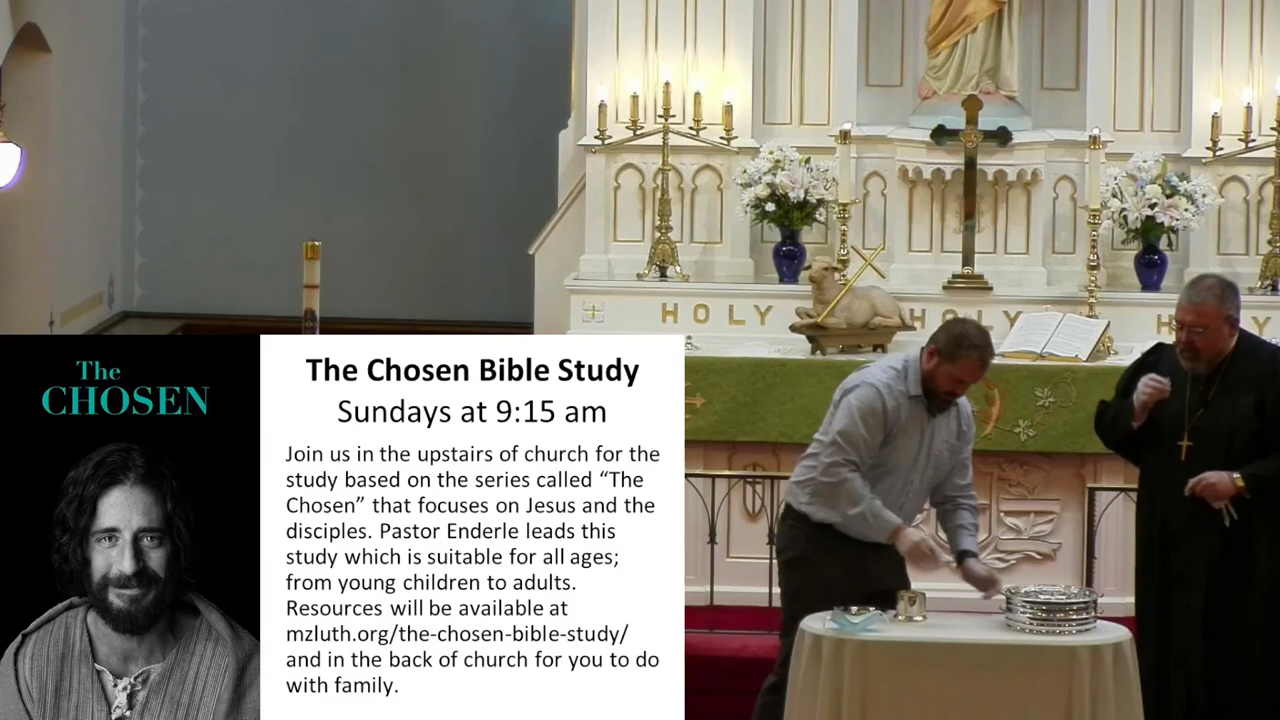 HOLY HOLY H Y
The
CHOSEN
The Chosen Bible Study
Sundays at 9:15 am
Join us in the upstairs of church for the
study based on the series called “The
Chosen” that focuses on Jesus and the
disciples. Pastor Enderle leads this
study which is suitable for all ages;
from young children to adults.
Resources will be available at
mzluth.org/the-chosen-bible-study/
and in the back of church for you to do
with family.